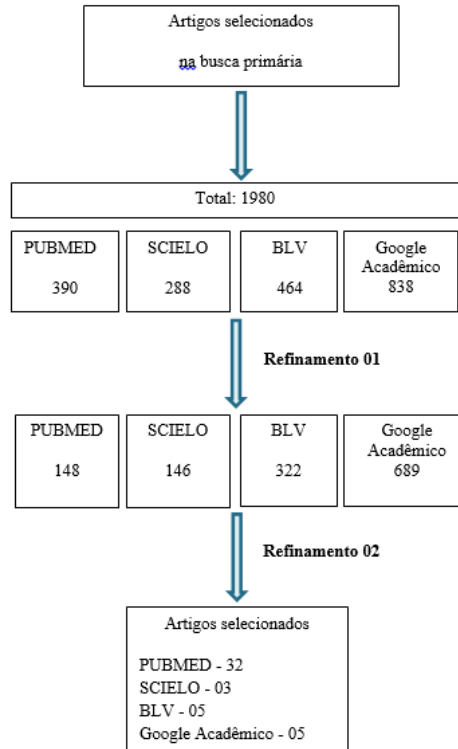 Artigos selecionados
na busca primária
Total: 1980
PUBMED
390
SCIELO
288
BLV
464
Google
Acadêmico
838
Refinamento 01
PUBMED
148
SCIELO
146
BLV
322
Google
Acadêmico
689
Refinamento 02
Artigos selecionados
PUBMED - 32
SCIELO - 03
BLV - 05
Google Acadêmico - 05